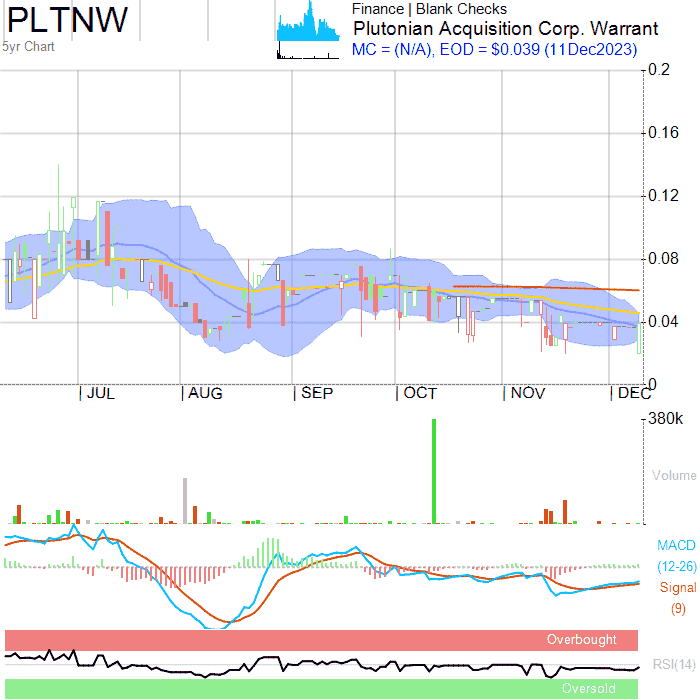 PLTNW
5yr Chart
Finance | Blank Checks
Plutonian Acquisition Corp. Warrant
MC = (N/A), EOD = $0.039 (11Dec2023)
0.2
0.16
0.12
0.08
0.04
0
JUL
AUG
SEP
OCT
NOV
DEC
380k
Volume
MACD
(12-26)
Signal
(9)
Overbought
RSI(14)
Oversold